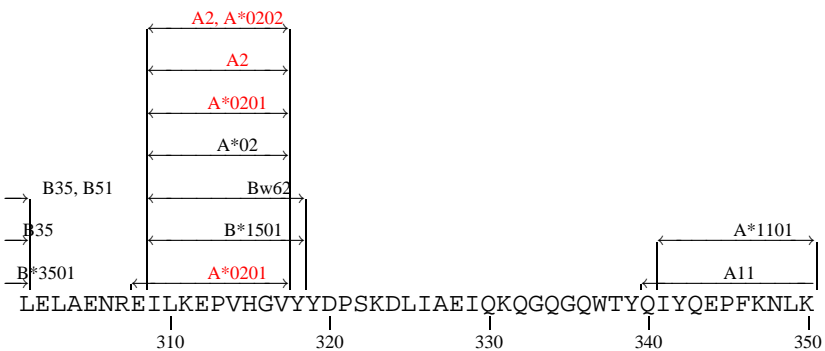 A2, A*0202
A2
A*0201
A*02
B35, B51 Bw62
B35 B*1501 A*1101
B*3501 A*0201 A11
LELAENREILKEPVHGVYYDPSKDLIAEIQKQGQGQWTYQIYQEPFKNLK
310 320 330 340 350